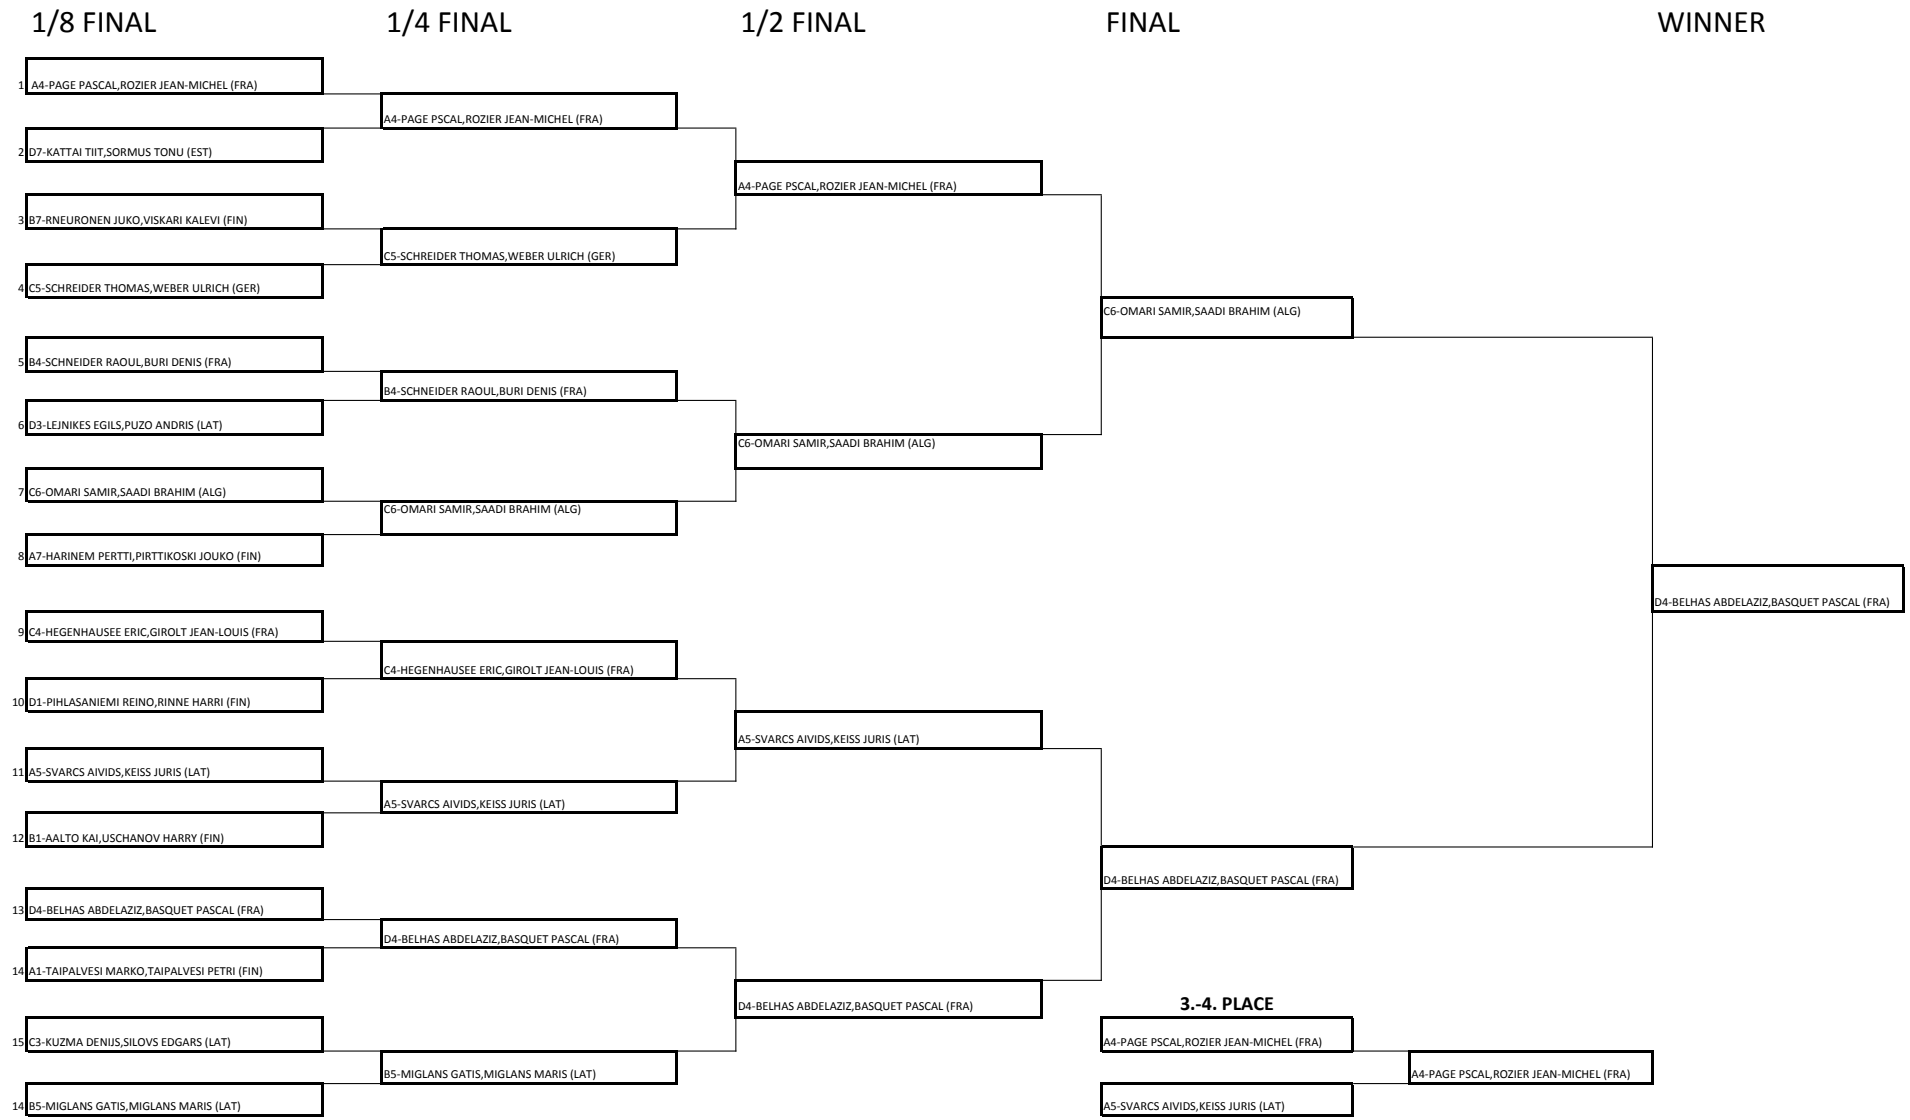 1/8 FINAL
1/4 FINAL
1/2 FINAL
FINAL
WINNER
1 A4-PAGE PASCAL,ROZIER JEAN-MICHEL (FRA)
A4-PAGE PSCAL,ROZIER JEAN-MICHEL (FRA)
2 D7-KATTAI TIIT,SORMUS TONU (EST)
A4-PAGE PSCAL,ROZIER JEAN-MICHEL (FRA)
3 B7-RNEURONEN JUKO,VISKARI KALEVI (FIN)
C5-SCHREIDER THOMAS,WEBER ULRICH (GER)
4 C5-SCHREIDER THOMAS,WEBER ULRICH (GER)
C6-OMARI SAMIR,SAADI BRAHIM (ALG)
5 B4-SCHNEIDER RAOUL,BURI DENIS (FRA)
B4-SCHNEIDER RAOUL,BURI DENIS (FRA)
6 D3-LEJNIKES EGILS,PUZO ANDRIS (LAT)
C6-OMARI SAMIR,SAADI BRAHIM (ALG)
7 C6-OMARI SAMIR,SAADI BRAHIM (ALG)
C6-OMARI SAMIR,SAADI BRAHIM (ALG)
8 A7-HARINEM PERTTI,PIRTTIKOSKI JOUKO (FIN)
D4-BELHAS ABDELAZIZ,BASQUET PASCAL (FRA)
9 C4-HEGENHAUSEE ERIC,GIROLT JEAN-LOUIS (FRA)
C4-HEGENHAUSEE ERIC,GIROLT JEAN-LOUIS (FRA)
10 D1-PIHLASANIEMI REINO,RINNE HARRI (FIN)
A5-SVARCS AIVIDS,KEISS JURIS (LAT)
11 A5-SVARCS AIVIDS,KEISS JURIS (LAT)
A5-SVARCS AIVIDS,KEISS JURIS (LAT)
12 B1-AALTO KAI,USCHANOV HARRY (FIN)
D4-BELHAS ABDELAZIZ,BASQUET PASCAL (FRA)
13 D4-BELHAS ABDELAZIZ,BASQUET PASCAL (FRA)
D4-BELHAS ABDELAZIZ,BASQUET PASCAL (FRA)
14 A1-TAIPALVESI MARKO,TAIPALVESI PETRI (FIN)
D4-BELHAS ABDELAZIZ,BASQUET PASCAL (FRA)
3.-4. PLACE
15 C3-KUZMA DENIJS,SILOVS EDGARS (LAT)
A4-PAGE PSCAL,ROZIER JEAN-MICHEL (FRA)
B5-MIGLANS GATIS,MIGLANS MARIS (LAT)
A4-PAGE PSCAL,ROZIER JEAN-MICHEL (FRA)
14 B5-MIGLANS GATIS,MIGLANS MARIS (LAT)
A5-SVARCS AIVIDS,KEISS JURIS (LAT)